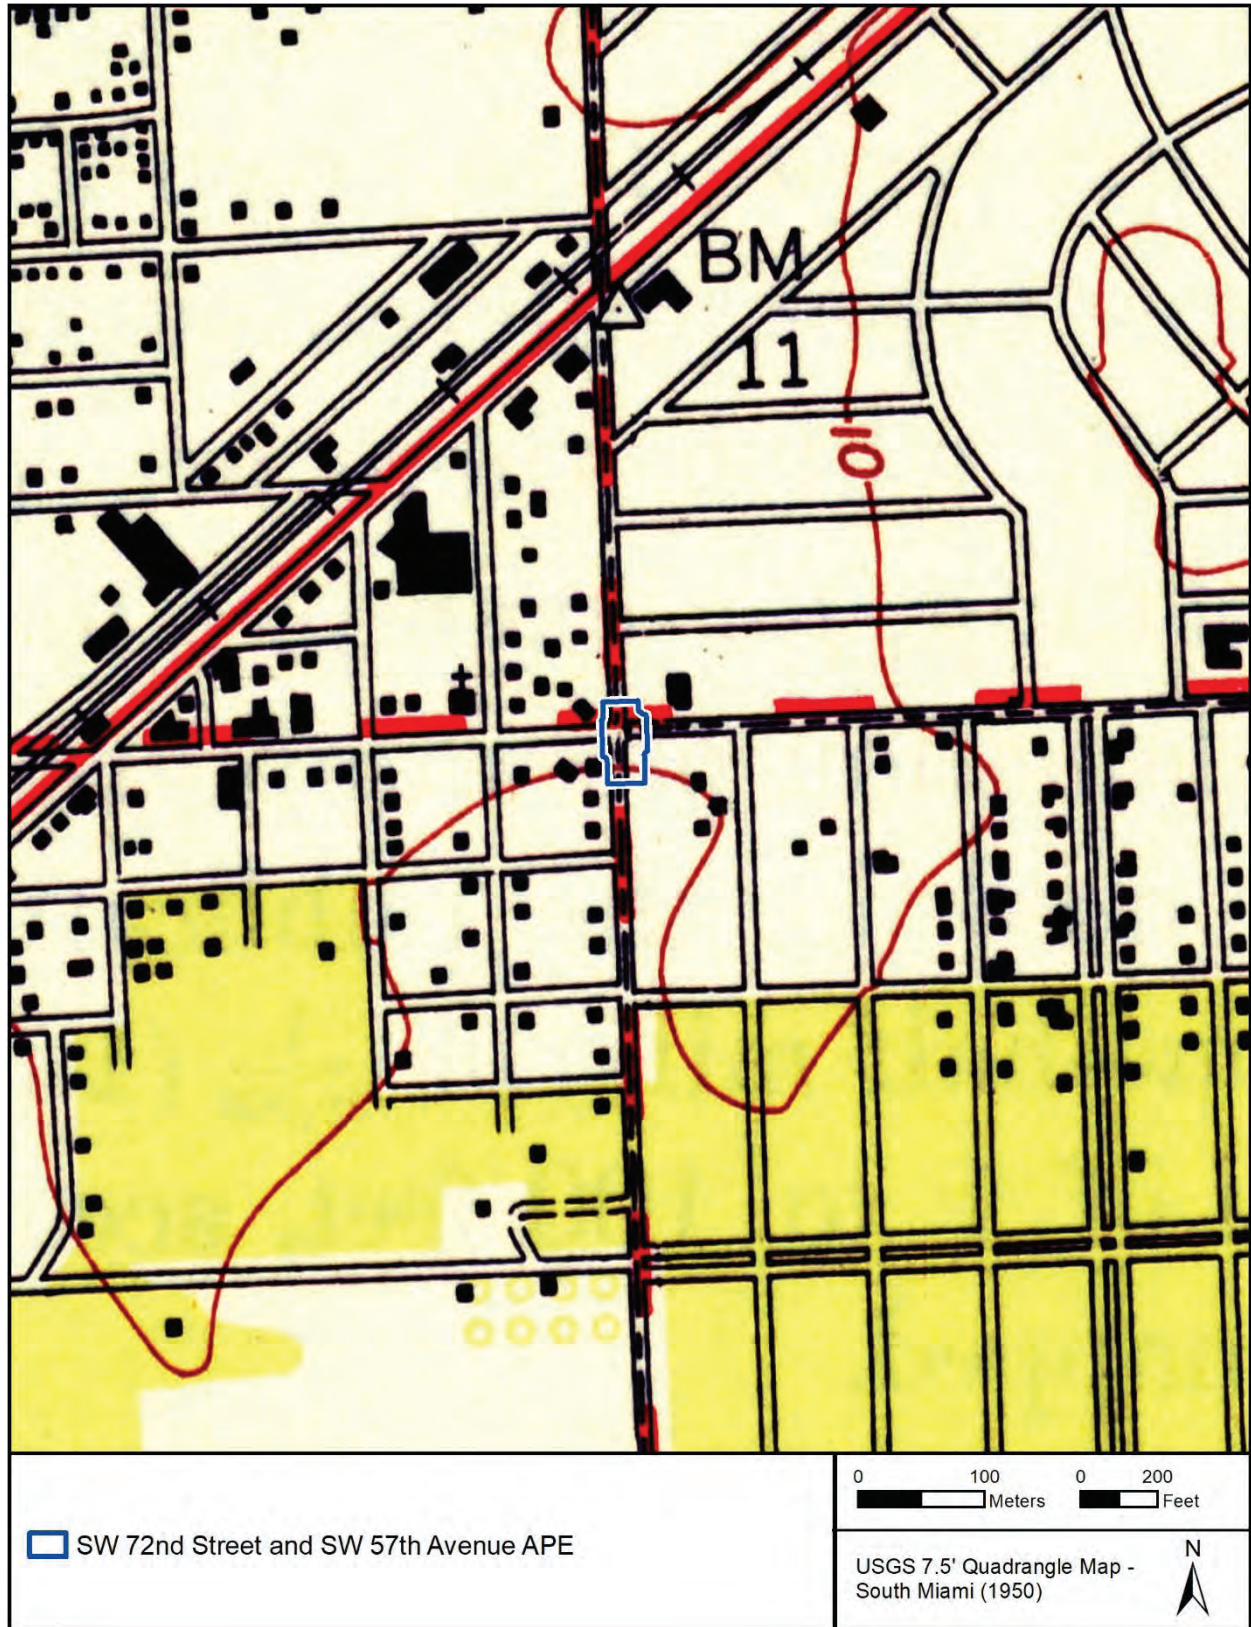 BM
11
10
SW 72nd Street and SW 57th Avenue APE
0 100
Meters
0 200
Feet
USGS 7.5' Quadrangle Map -
South Miami (1950)
N